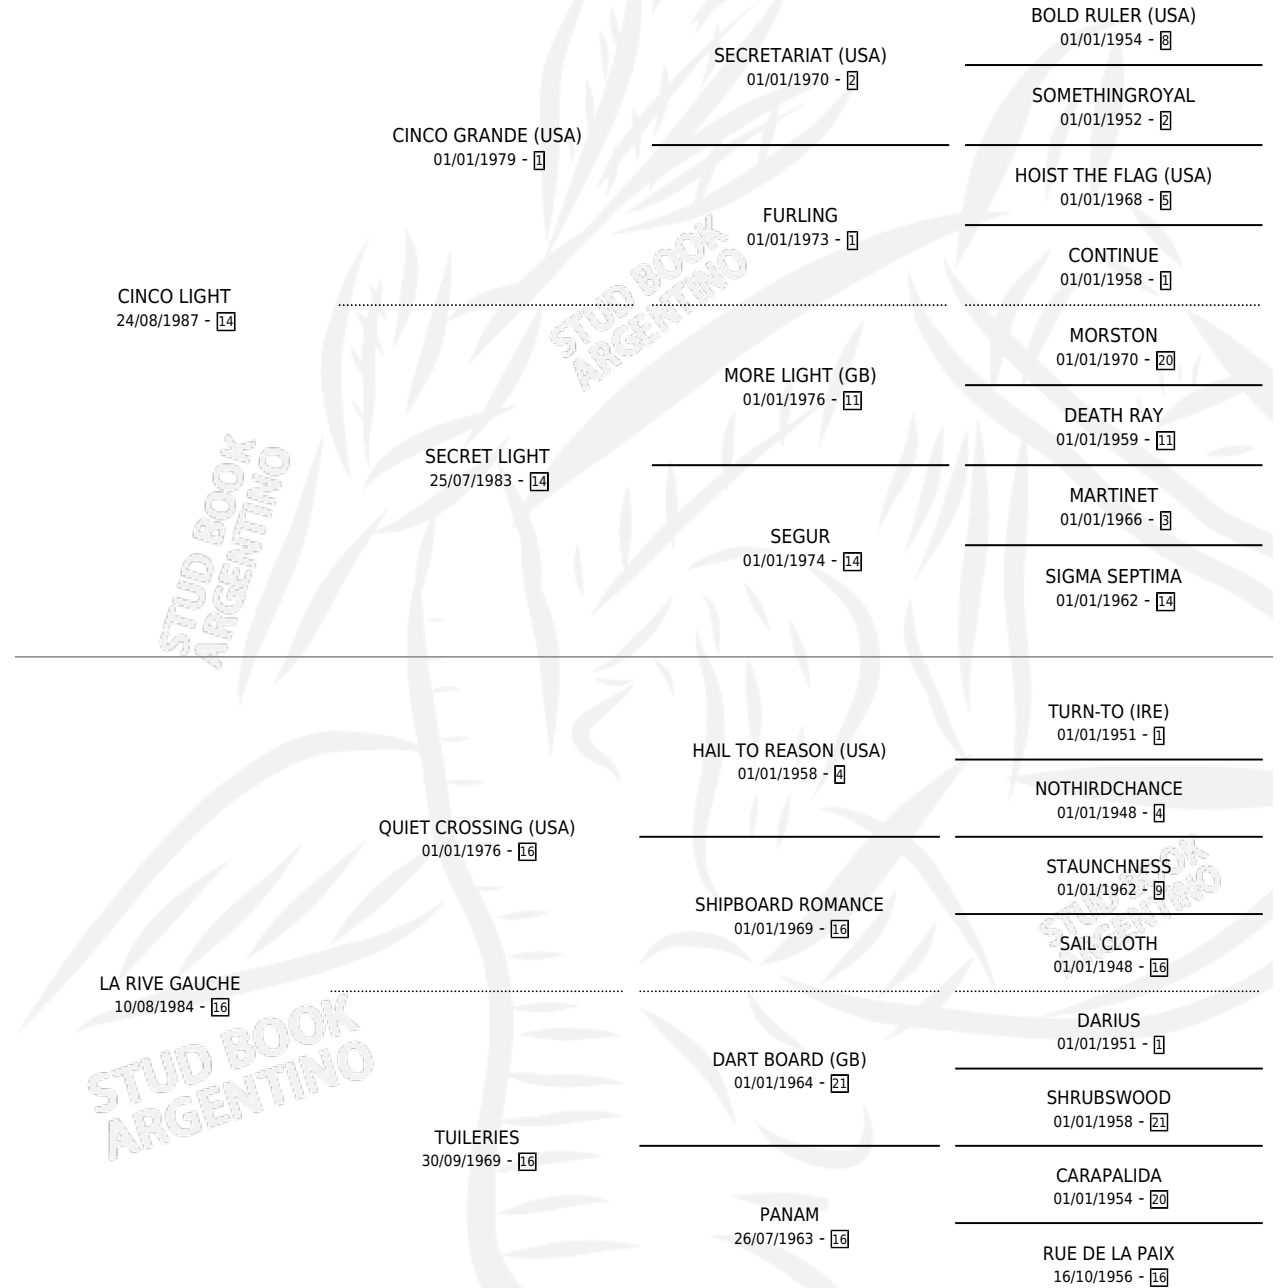 BOLD RULER (USA)
01/01/1954 - 8
SECRETARIAT (USA)
01/01/1970 - 2
SOMETHINGROYAL
01/01/1952 - 2
CINCO GRANDE (USA)
01/01/1979 - 1
HOIST THE FLAG (USA)
01/01/1968 - 5
FURLING
01/01/1973 - 1
CONTINUE
01/01/1958 - 1
CINCO LIGHT
24/08/1987 - 14
STUD BOOK
ARGENTINO
MORSTON
01/01/1970 - 20
MORE LIGHT (GB)
01/01/1976 - 11
DEATH RAY
01/01/1959 - 11
SECRET LIGHT
25/07/1983 - 14
MARTINET
01/01/1966 - 3
SEGUR
01/01/1974 - 14
SIGMA SEPTIMA
01/01/1962 - 14
STUD BOOK
ARGENTINO
TURN-TO (IRE)
01/01/1951 - 1
HAIL TO REASON (USA)
01/01/1958 - 4
NOTHIRDCHANCE
01/01/1948 - 4
QUIET CROSSING (USA)
01/01/1976 - 16
STAUNCHNESS
01/01/1962 - 9
SHIPBOARD ROMANCE
01/01/1969 - 16
STUD BOOK
ARGENTINO
SAIL CLOTH
01/01/1948 - 16
LA RIVE GAUCHE
10/08/1984 - 16
STUD BOOK
ARGENTINO
DARIUS
01/01/1951 - 1
DART BOARD (GB)
01/01/1964 - 21
SHRUBSWOOD
01/01/1958 - 21
TUILERIES
30/09/1969 - 16
CARAPALIDA
01/01/1954 - 20
PANAM
26/07/1963 - 16
RUE DE LA PAIX
16/10/1956 - 16